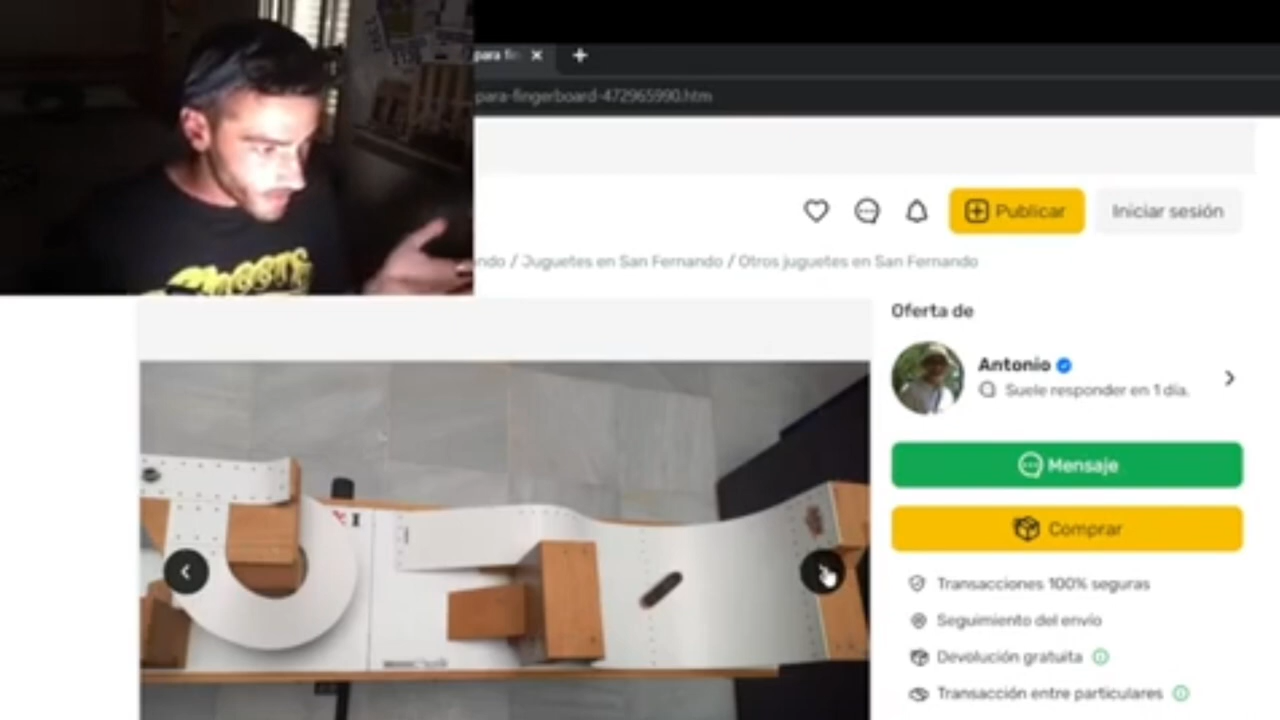 para fi
para-fingerboard-472965990.htm
Publicar
Iniciar sesión
ndo / Juguetes en San Fernando / Otros juguetes en San Fernando
Oferta de
Antonio
Suele responder en 1 día.
Mensaje
Comprar
Transacciones 100% seguras
Seguimiento del envío
Devolución gratuita
Transacción entre particulares